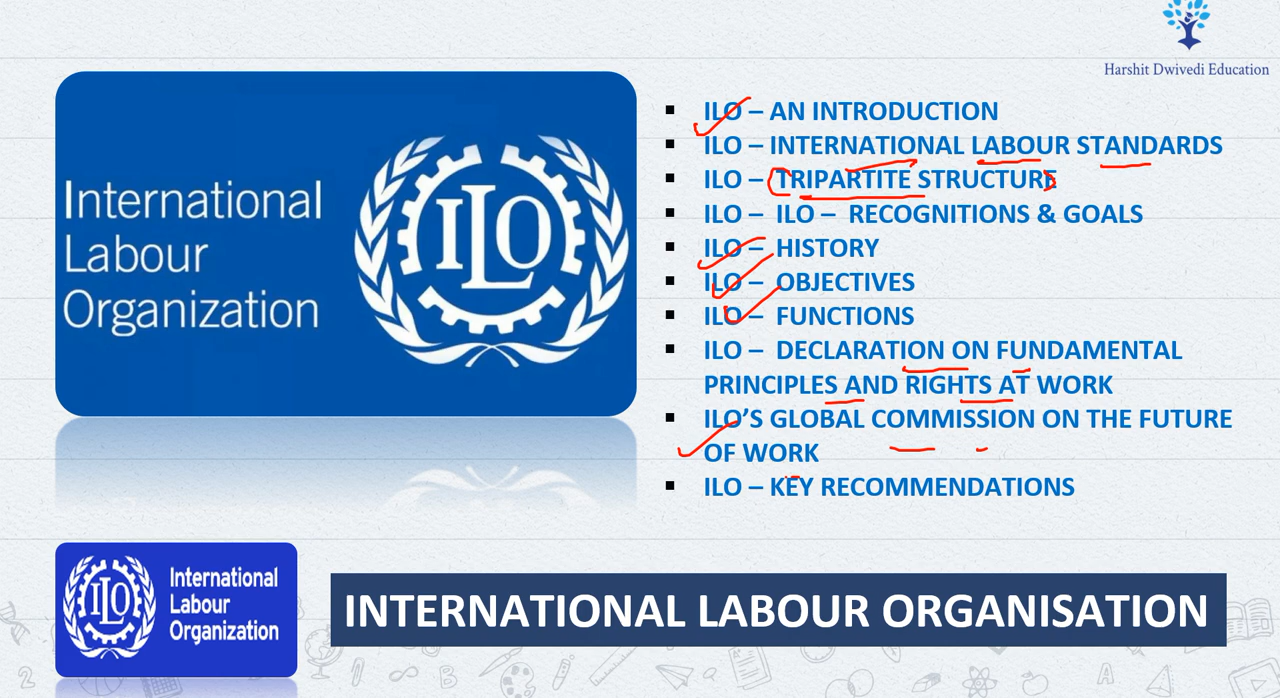 Harshit Dwivedi Education
International
Labour
Organization
ILO
▪ ILO – AN INTRODUCTION
▪ ILO – INTERNATIONAL LABOUR STANDARDS
▪ ILO – TRIPARTITE STRUCTURE
▪ ILO – ILO – RECOGNITIONS & GOALS
▪ ILO – HISTORY
▪ ILO – OBJECTIVES
▪ ILO – FUNCTIONS
▪ ILO – DECLARATION ON FUNDAMENTAL
PRINCIPLES AND RIGHTS AT WORK
▪ ILO’S GLOBAL COMMISSION ON THE FUTURE
OF WORK
▪ ILO – KEY RECOMMENDATIONS
ILO
International
Labour
Organization
INTERNATIONAL LABOUR ORGANISATION